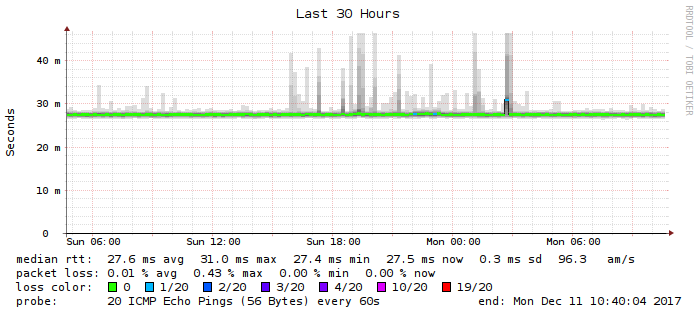 Last 30 Hours
RRDTOOL / TOBI OETIKER
Seconds
40 m
30 m
20 m
10 m
0
Sun 06:00 Sun 12:00 Sun 18:00 Mon 00:00 Mon 06:00
median rtt: 27.6 ms avg 31.0 ms max 27.4 ms min 27.5 ms now 0.3 ms sd 96.3 am/s
packet loss: 0.01 % avg 0.43 % max 0.00 % min 0.00 % now
loss color: 0 1/20 2/20 3/20 4/20 10/20 19/20
probe: 20 ICMP Echo Pings (56 Bytes) every 60s end: Mon Dec 11 10:40:04 2017